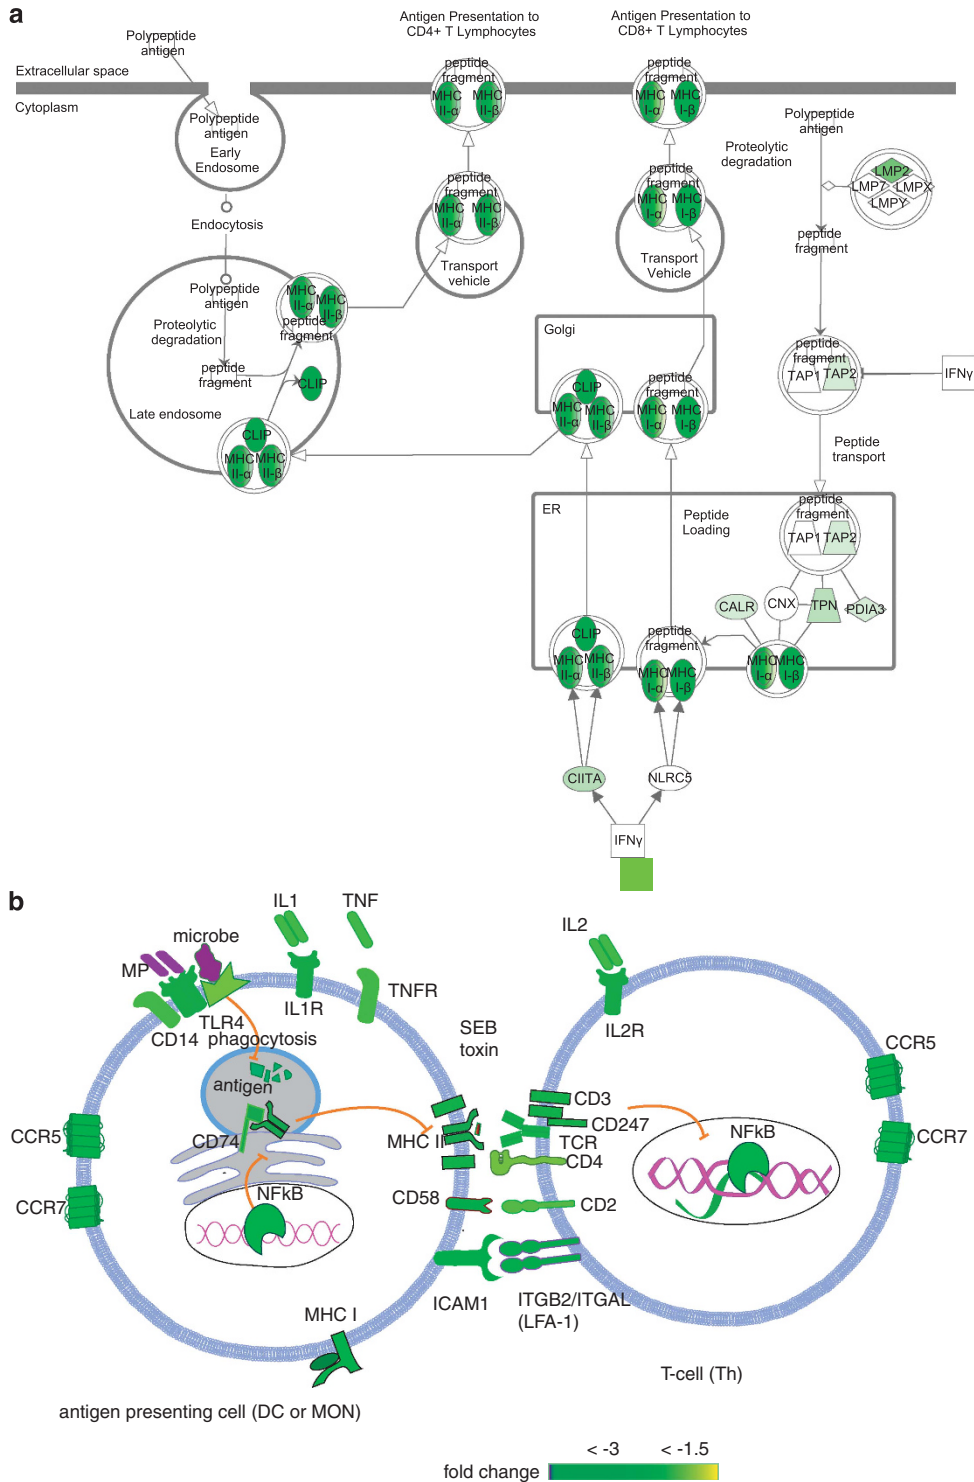 a
Antigen Presentation to
CD4+ T Lymphocytes
Antigen Presentation to
CD8+ T Lymphocytes
Polypeptide
antigen
Extracellular space
Cytoplasm
peptide
fragment
MHC
II-α
MHC
II-β
peptide
fragment
MHC
I-α
MHC
I-β
Polypeptide
antigen
Early
Endosome
Polypeptide
antigen
Proteolytic
degradation
LMP2
LMP7
LMPX
LMPY
peptide
fragment
MHC
II-α
MHC
II-β
Transport
vehicle
peptide
fragment
MHC
I-α
MHC
I-β
Transport
Vehicle
Endocytosis
peptide
fragment
Polypeptide
antigen
MHC
II-α
MHC
II-β
peptide
fragment
Proteolytic
degradation
peptide
fragment
CLIP
Late endosome
CLIP
MHC
II-α
MHC
II-β
Golgi
CLIP
MHC
II-α
MHC
II-β
MHC
I-α
MHC
I-β
peptide
fragment
TAP1
TAP2
IFNγ
Peptide
transport
ER
Peptide
Loading
peptide
fragment
TAP1
TAP2
CALR
CNX
TPN
PDIA3
CLIP
MHC
II-α
MHC
II-β
peptide
fragment
MHC
I-α
MHC
I-β
MHC
I-α
MHC
I-β
CIITA
NLRC5
IFNγ
b
IL1
TNF
IL2
microbe
MP
IL1R
TNFR
CD14
TLR4
phagocytosis
SEB
toxin
IL2R
CCR5
antigen
CD3
CD247
CCR5
CD74
MHC II
TCR
CD4
NFkB
CCR7
CCR7
NFkB
CD58
CD2
ICAM1
ITGB2/ITGAL
(LFA-1)
MHC I
T-cell (Th)
antigen presenting cell (DC or MON)
< -3
< -1.5
fold change